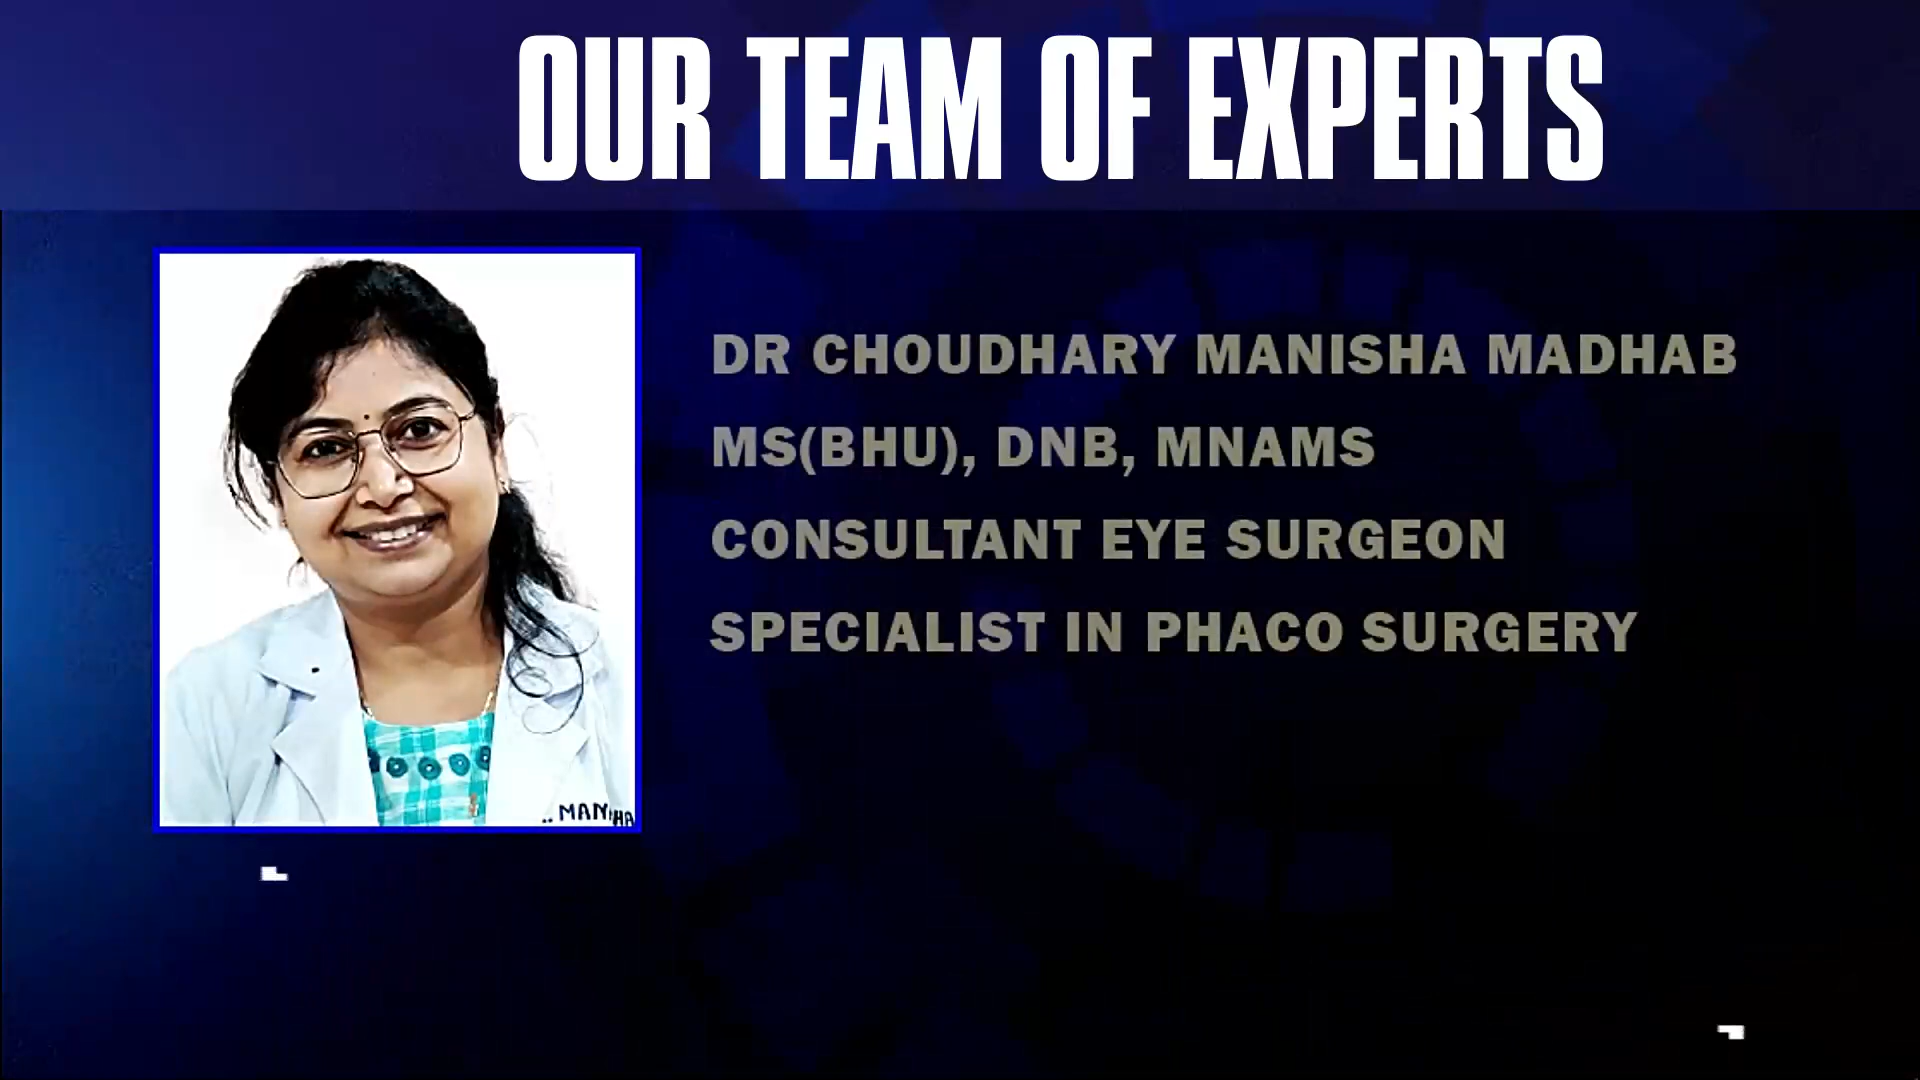 OUR TEAM OF EXPERTS
DR CHOUDHARY MANISHA MADHAB
MS(BHU), DNB, MNAMS
CONSULTANT EYE SURGEON
SPECIALIST IN PHACO SURGERY